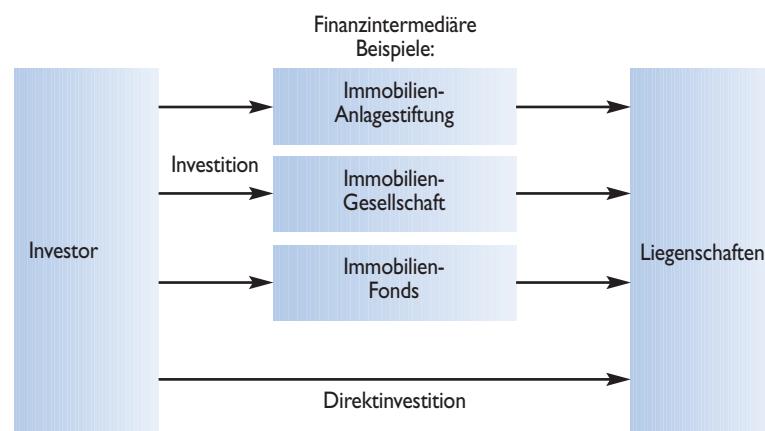 Finanzintermediäre
Beispiele:
Immobilien-
Anlagestiftung
Investition
Immobilien-
Gesellschaft
Investor
Immobilien-
Fonds
Liegenschaften
Direktinvestition